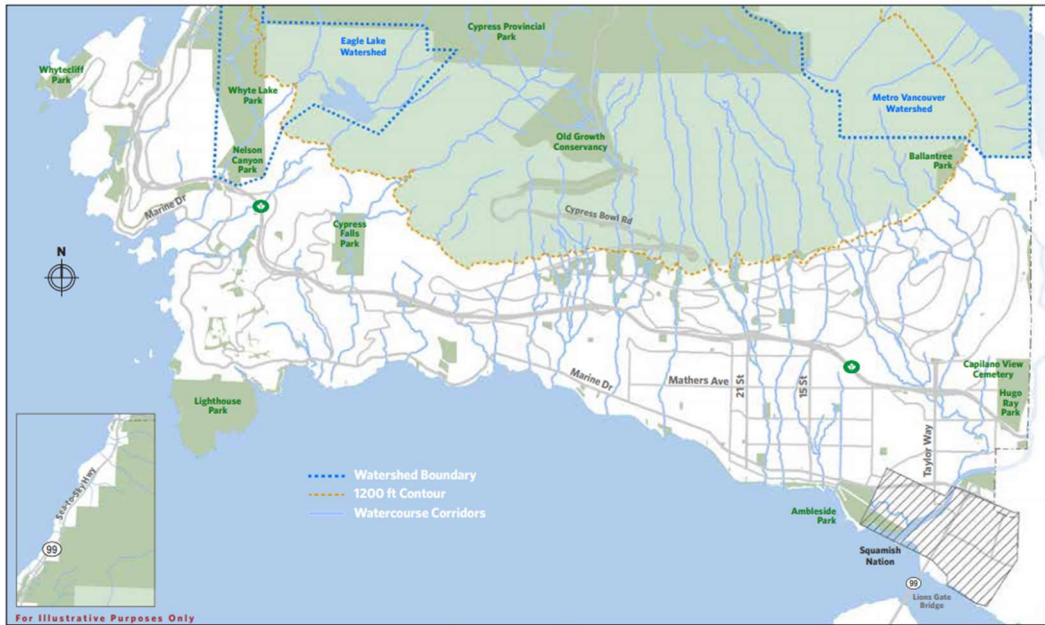 Cypress Provincial
Park
Eagle Lake
Watershed
Whytecliff
Park
Whyte Lake
Park
Metro Vancouver
Watershed
Old Growth
Conservancy
Nelson
Canyon
Park
Ballantree
Park
Marine Dr
Cypress Bowl Rd
Cypress
Falls
Park
N
Capilano View
Cemetery
Hugo
Ray
Park
Mathers Ave
21 St
15 St
Marine Dr
Taylor Way
Lighthouse
Park
Watershed Boundary
1200 ft Contour
Watercourse Corridors
Sea-to-Sky Hwy
99
Ambleside
Park
Squamish
Nation
99
Lions Gate
Bridge
For Illustrative Purposes Only